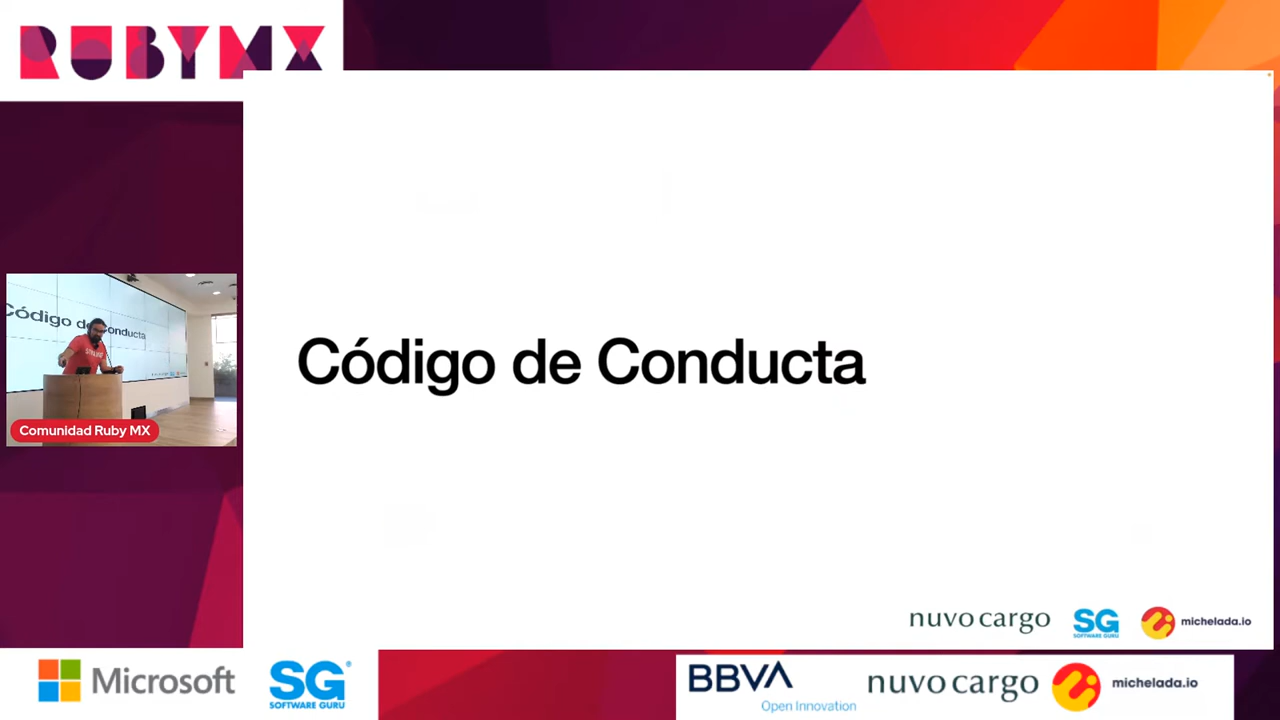 RUBYMX
Código de Conducta
Código de Conducta
Comunidad Ruby MX
nuvo cargo
SG
SOFTWARE GURU
michelada.io
Microsoft
SG®
SOFTWARE GURU
BBVA
Open Innovation
nuvo cargo
michelada.io